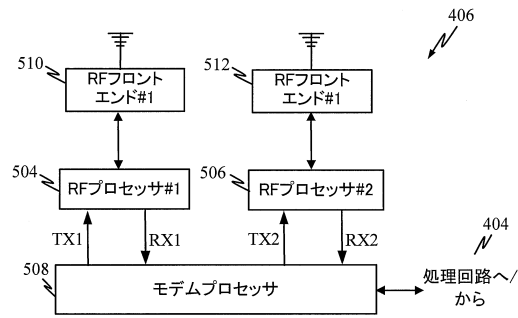 406
510
RFフロント
エンド#1
512
RFフロント
エンド#1
504
RFプロセッサ#1
506
RFプロセッサ#2
TX1
RX1
TX2
RX2
404
508
モデムプロセッサ
処理回路へ/
から